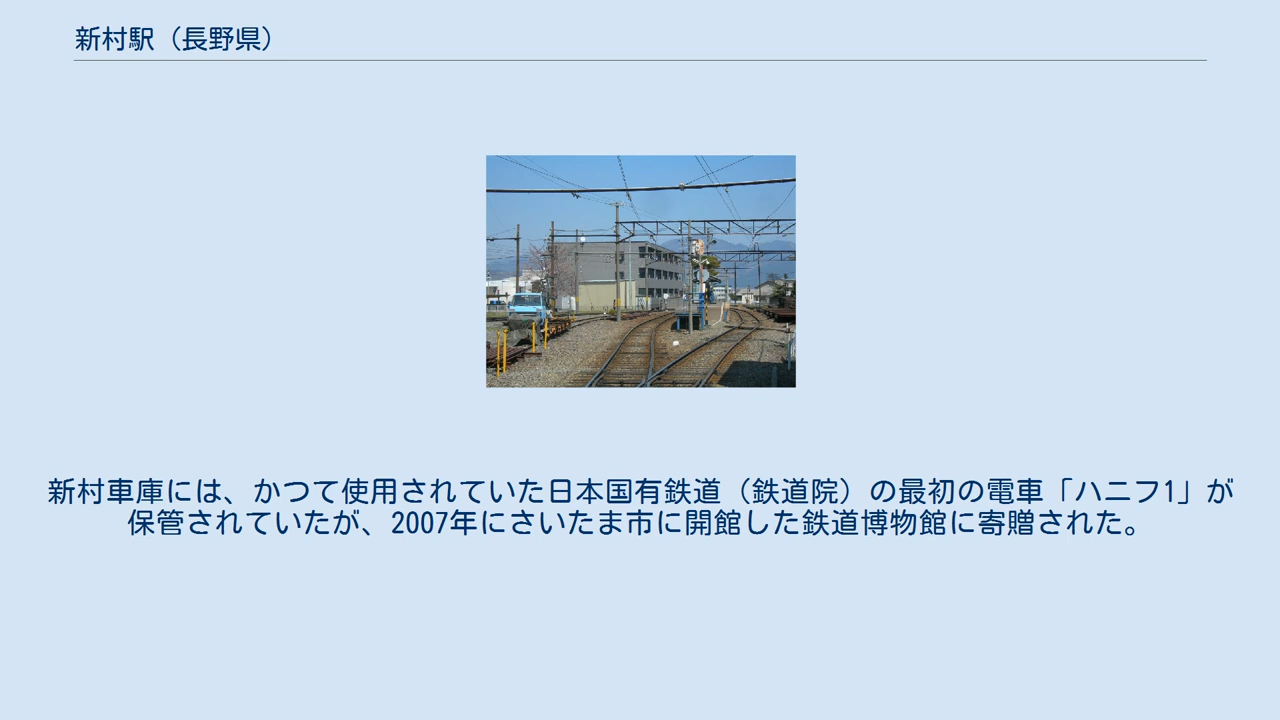 新村駅（長野県）
新村車庫には、かつて使用されていた日本国有鉄道（鉄道院）の最初の電車「ハニフ1」が
保管されていたが、2007年にさいたま市に開館した鉄道博物館に寄贈された。